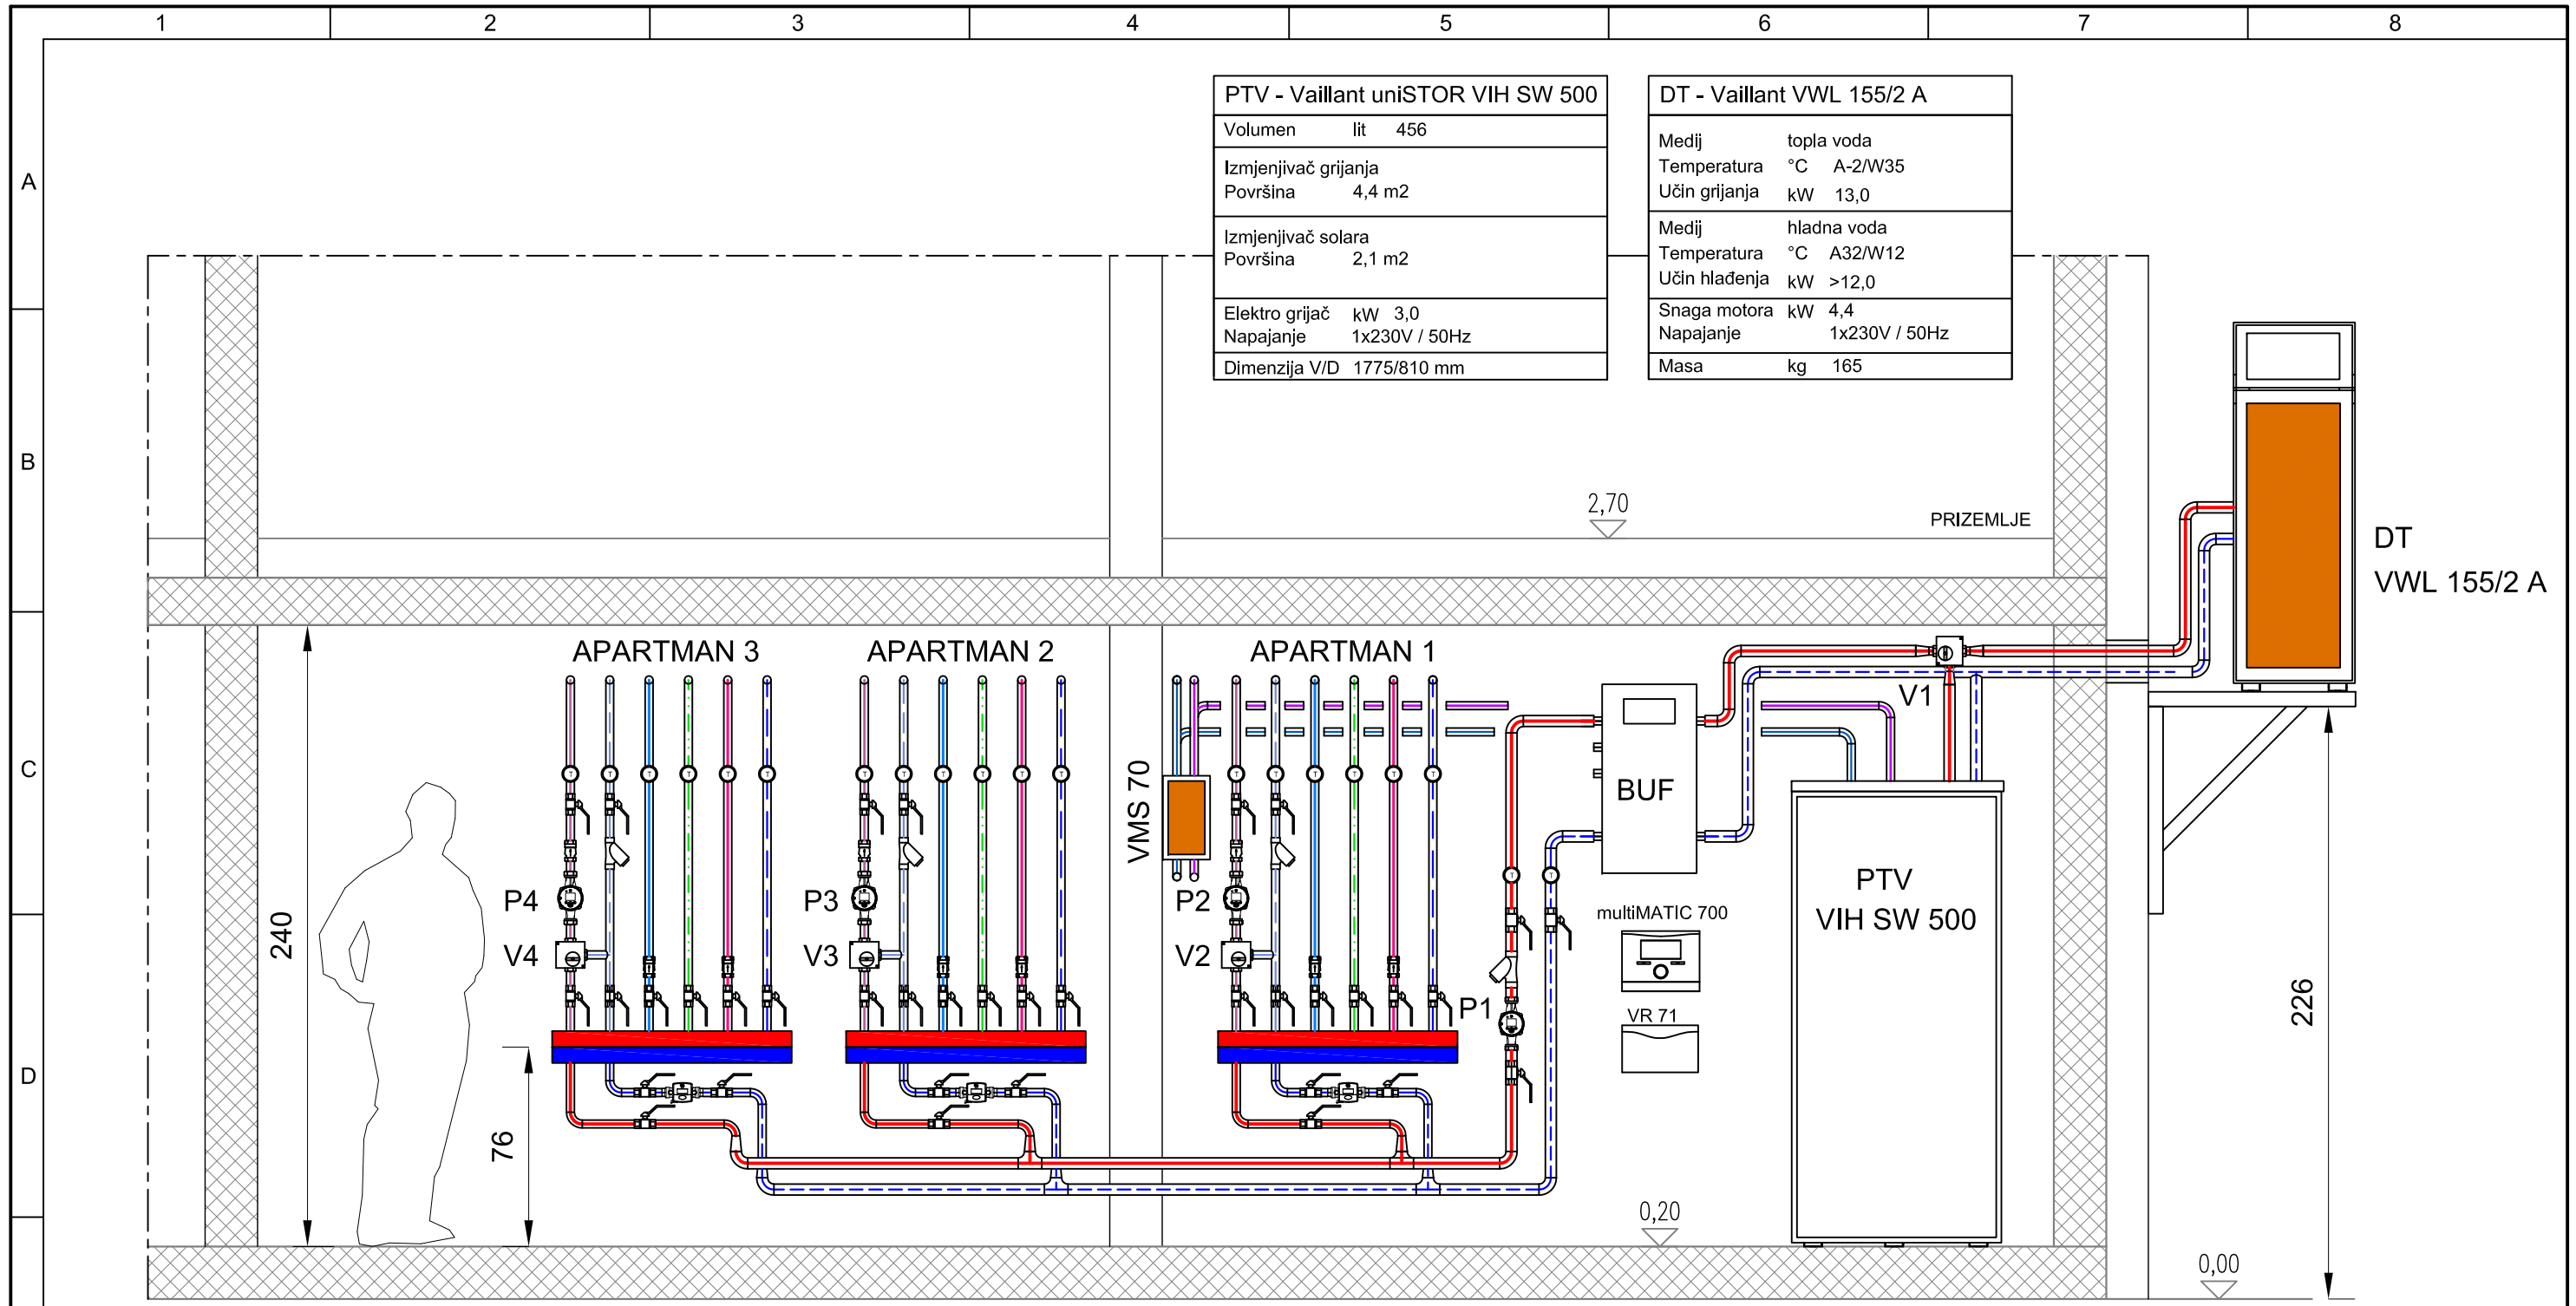 1 2 3 4 5 6 7 8
A
B
C
D
PTV - Vaillant uniSTOR VIH SW 500
Volumen lit 456
Izmjenjivač grijanja
Površina 4,4 m2
Izmjenjivač solara
Površina 2,1 m2
Elektro grijač kW 3,0
Napajanje 1x230V / 50Hz
Dimenzija V/D 1775/810 mm
DT - Vaillant VWL 155/2 A
Medij topla voda
Temperatura °C A-2/W35
Učin grijanja kW 13,0
Medij hladna voda
Temperatura °C A32/W12
Učin hlađenja kW >12,0
Snaga motora kW 4,4
Napajanje 1x230V / 50Hz
Masa kg 165
2,70
PRIZEMLJE
DT
VWL 155/2 A
APARTMAN 3
APARTMAN 2
APARTMAN 1
V1
VMS 70
BUF
P4
P3
P2
V4
V3
V2
P1
PTV
VIH SW 500
multiMATIC 700
VR 71
240
76
226
0,20
0,00